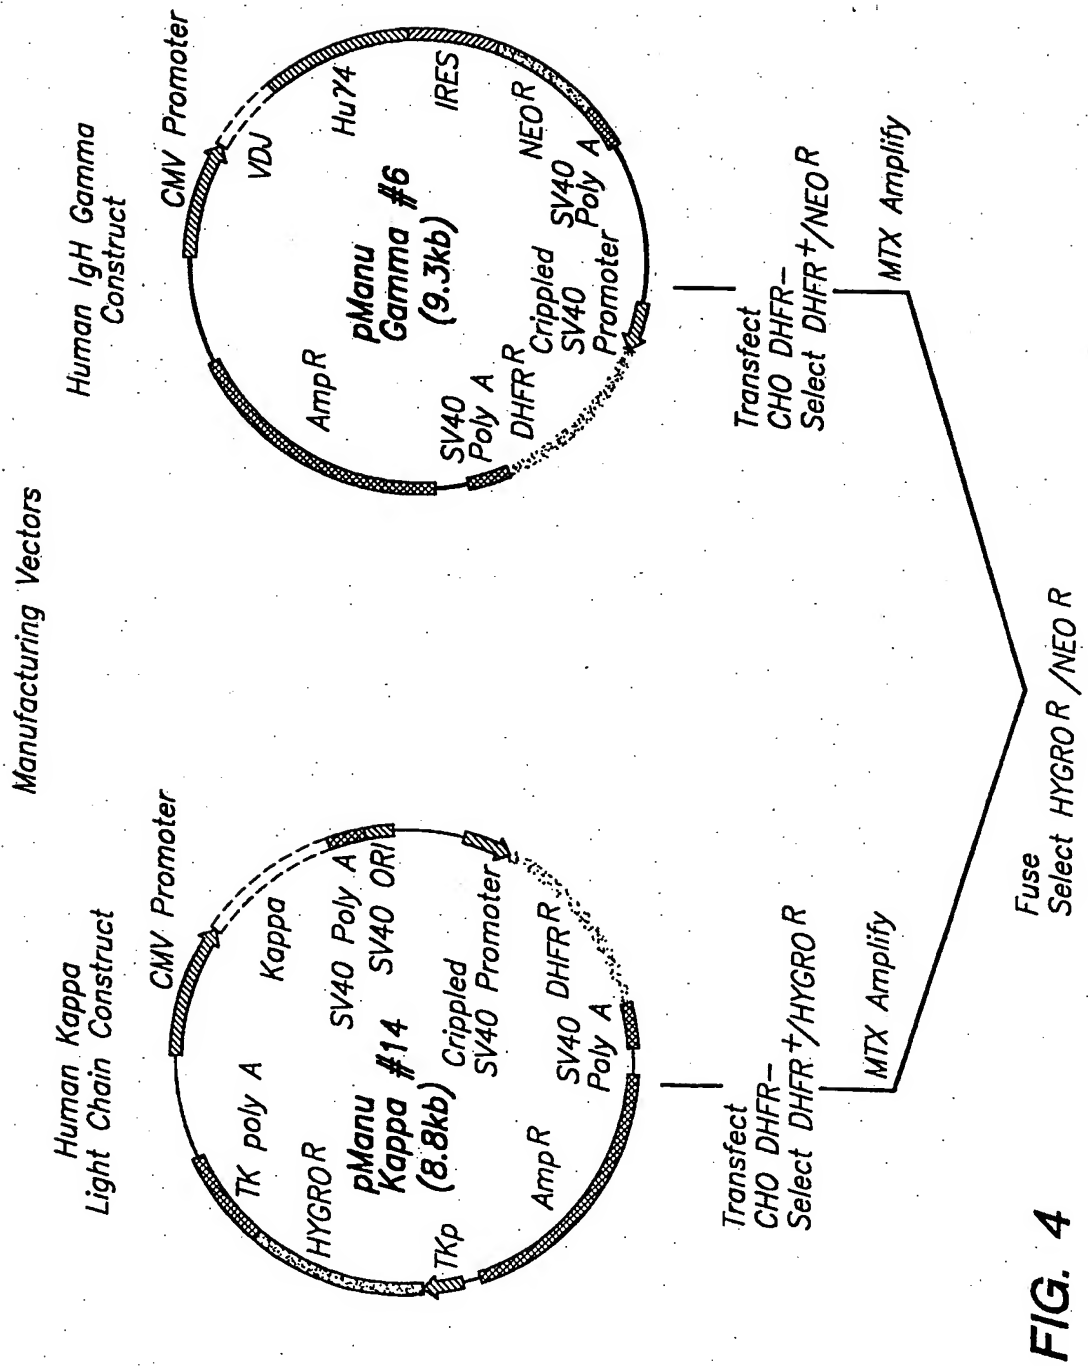 Manufacturing Vectors
Human Kappa
Light Chain Construct
CMV Promoter
Kappa
SV40 Poly A
SV40 ORI
Crippled
SV40 Promoter
DHFR R
SV40
Poly A
AmpR
TKp
HYGRO R
TK poly A
pManu
Kappa #14
(8.8kb)
Transfect
CHO DHFR-
Select DHFR+/HYGRO R
MTX Amplify
Human IgH Gamma
Construct
CMV Promoter
VDJ
Huγ4
IRES
NEO R
SV40
Poly A
Crippled
SV40
Promoter
DHFR R
SV40
Poly A
AmpR
pManu
Gamma #6
(9.3kb)
Transfect
CHO DHFR-
Select DHFR+/NEO R
MTX Amplify
Fuse
Select HYGRO R/NEO R
FIG. 4